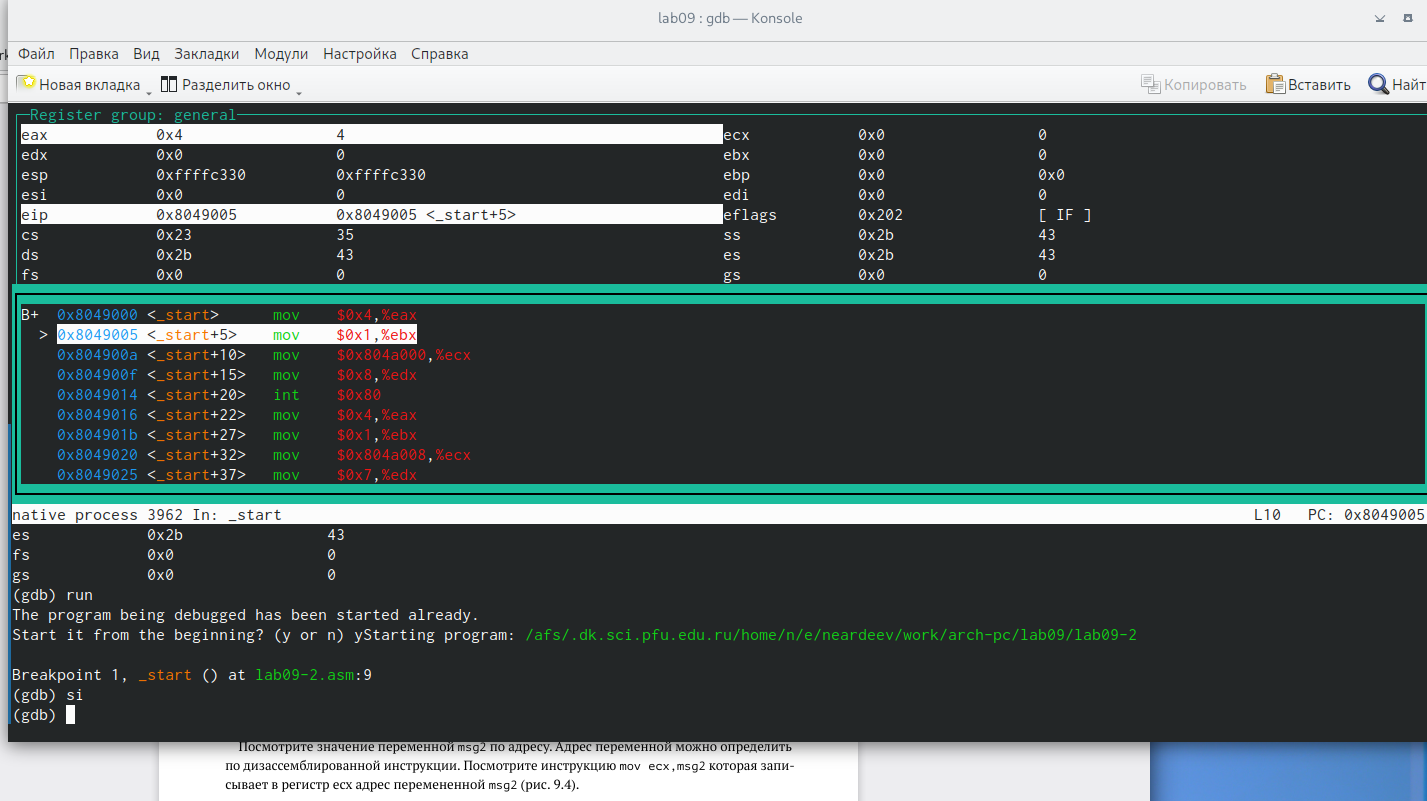 lab09 : gdb — Konsole
Файл Правка Вид Закладки Модули Настройка Справка
Новая вкладка Разделить окно Копировать Вставить Найт
Register group: general
eax 0x4 4 ecx 0x0 0
edx 0x0 0 ebx 0x0 0
esp 0xffffc330 0xffffc330 ebp 0x0 0x0
esi 0x0 0 edi 0x0 0
eip 0x8049005 0x8049005 <_start+5> eflags 0x202 [ IF ]
cs 0x23 35 ss 0x2b 43
ds 0x2b 43 es 0x2b 43
fs 0x0 0 gs 0x0 0
B+ 0x8049000 <_start> mov $0x4,%eax
> 0x8049005 <_start+5> mov $0x1,%ebx
0x804900a <_start+10> mov $0x804a000,%ecx
0x804900f <_start+15> mov $0x8,%edx
0x8049014 <_start+20> int $0x80
0x8049016 <_start+22> mov $0x4,%eax
0x804901b <_start+27> mov $0x1,%ebx
0x8049020 <_start+32> mov $0x804a008,%ecx
0x8049025 <_start+37> mov $0x7,%edx
native process 3962 In: _start L10 PC: 0x8049005
es 0x2b 43
fs 0x0 0
gs 0x0 0
(gdb) run
The program being debugged has been started already.
Start it from the beginning? (y or n) yStarting program: /afs/.dk.sci.pfu.edu.ru/home/n/e/neardeev/work/arch-pc/lab09/lab09-2
Breakpoint 1, _start () at lab09-2.asm:9
(gdb) si
(gdb)
Посмотрите значение переменной msg2 по адресу. Адрес переменной можно определить
по дизассемблированной инструкции. Посмотрите инструкцию mov ecx,msg2 которая запи-
сывает в регистр ecx адрес перемененной msg2 (рис. 9.4).